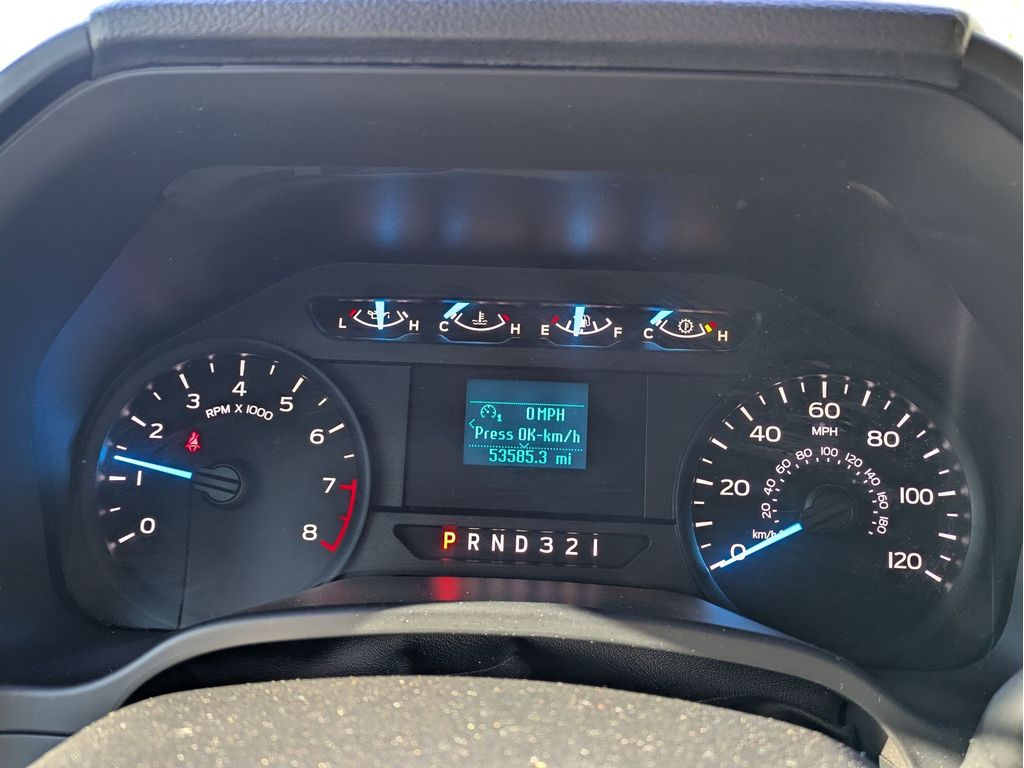 L H C H E F C H
0 1 2 3 4 5 6 7 8
RPM X 1000
1 0 MPH
Press OK-km/h
53585.3 mi
P R N D 3 2 1
0 20 40 60 80 100 120
MPH
20 40 60 80 100 120 140 160 180
km/h